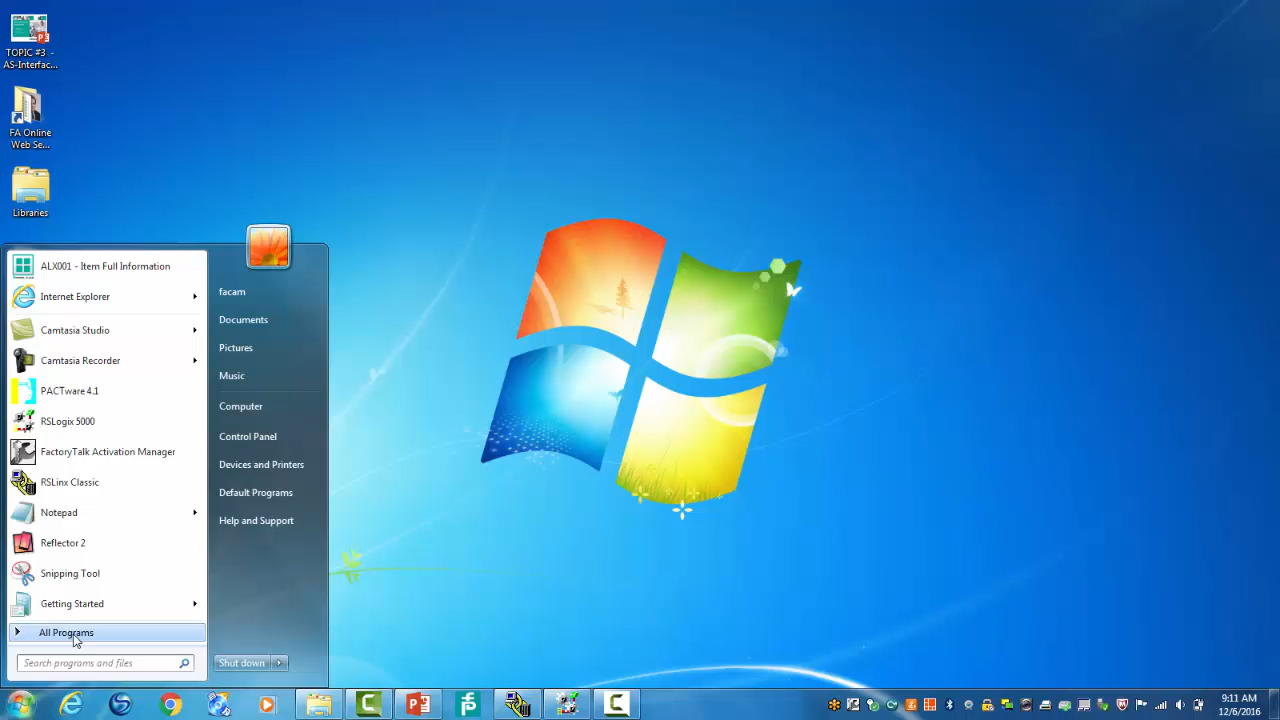 TOPIC #3 -
AS-Interfac...
FA Online
Web Se...
Libraries
ALX001 - Item Full Information
Internet Explorer
Camtasia Studio
Camtasia Recorder
PACTware 4.1
RSLogix 5000
FactoryTalk Activation Manager
RSLinx Classic
Notepad
Reflector 2
Snipping Tool
Getting Started
All Programs
Search programs and files
facam
Documents
Pictures
Music
Computer
Control Panel
Devices and Printers
Default Programs
Help and Support
Shut down
9:11 AM
12/6/2016